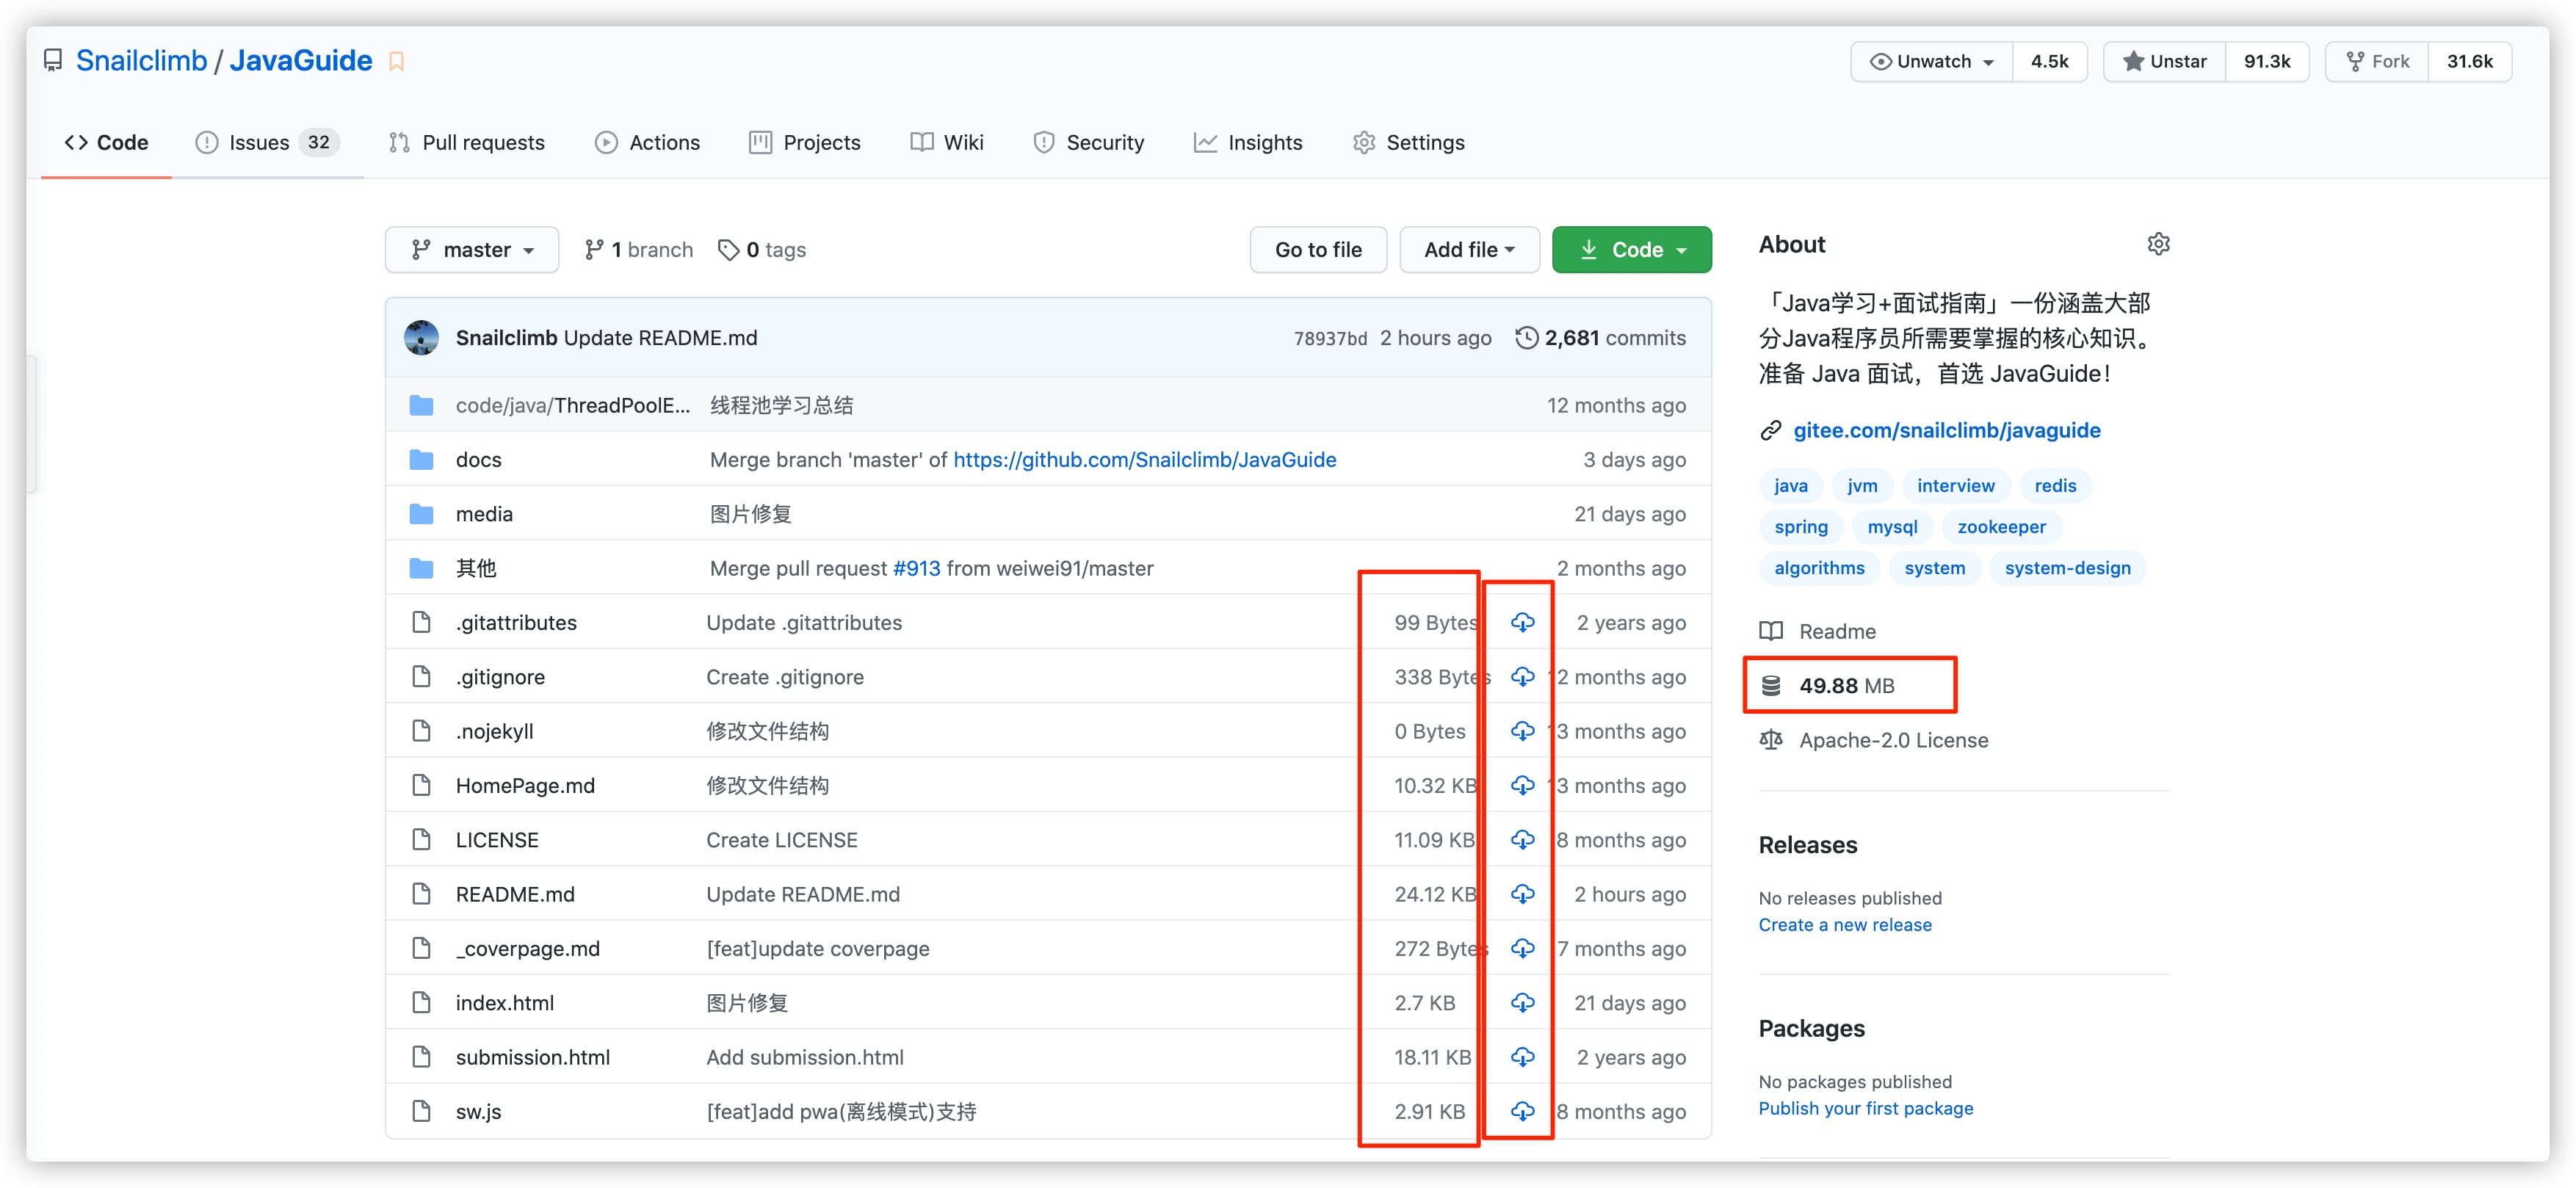 Snailclimb / JavaGuide
Unwatch 4.5k Unstar 91.3k Fork 31.6k
Code Issues 32 Pull requests Actions Projects Wiki Security Insights Settings
master 1 branch 0 tags Go to file Add file Code
Snailclimb Update README.md 78937bd 2 hours ago 2,681 commits
code/java/ThreadPoolE... 线程池学习总结 12 months ago
docs Merge branch 'master' of https://github.com/Snailclimb/JavaGuide 3 days ago
media 图片修复 21 days ago
其他 Merge pull request #913 from weiwei91/master 2 months ago
.gitattributes Update .gitattributes 99 Bytes 2 years ago
.gitignore Create .gitignore 338 Bytes 12 months ago
.nojekyll 修改文件结构 0 Bytes 13 months ago
HomePage.md 修改文件结构 10.32 KB 13 months ago
LICENSE Create LICENSE 11.09 KB 8 months ago
README.md Update README.md 24.12 KB 2 hours ago
_coverpage.md [feat]update coverpage 272 Bytes 7 months ago
index.html 图片修复 2.7 KB 21 days ago
submission.html Add submission.html 18.11 KB 2 years ago
sw.js [feat]add pwa(离线模式)支持 2.91 KB 8 months ago
About
「Java学习+面试指南」一份涵盖大部
分Java程序员所需要掌握的核心知识。
准备 Java 面试，首选 JavaGuide！
gitee.com/snailclimb/javaguide
java jvm interview redis
spring mysql zookeeper
algorithms system system-design
Readme
49.88 MB
Apache-2.0 License
Releases
No releases published
Create a new release
Packages
No packages published
Publish your first package